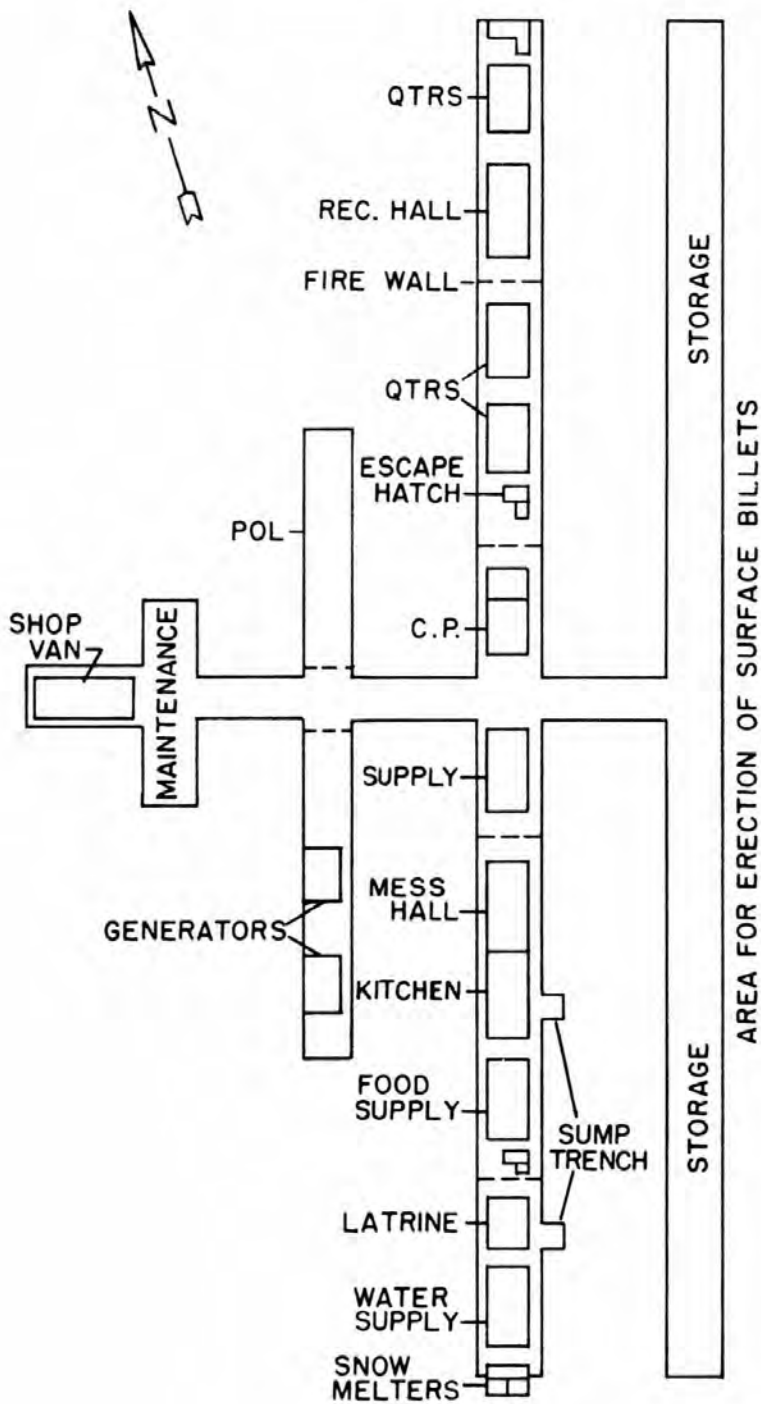 N
QTRS
REC. HALL
FIRE WALL
QTRS
ESCAPE
HATCH
POL
C.P.
SHOP
VAN
MAINTENANCE
SUPPLY
MESS
HALL
GENERATORS
KITCHEN
FOOD
SUPPLY
SUMP
TRENCH
LATRINE
WATER
SUPPLY
SNOW
MELTERS
STORAGE
STORAGE
AREA FOR ERECTION OF SURFACE BILLETS